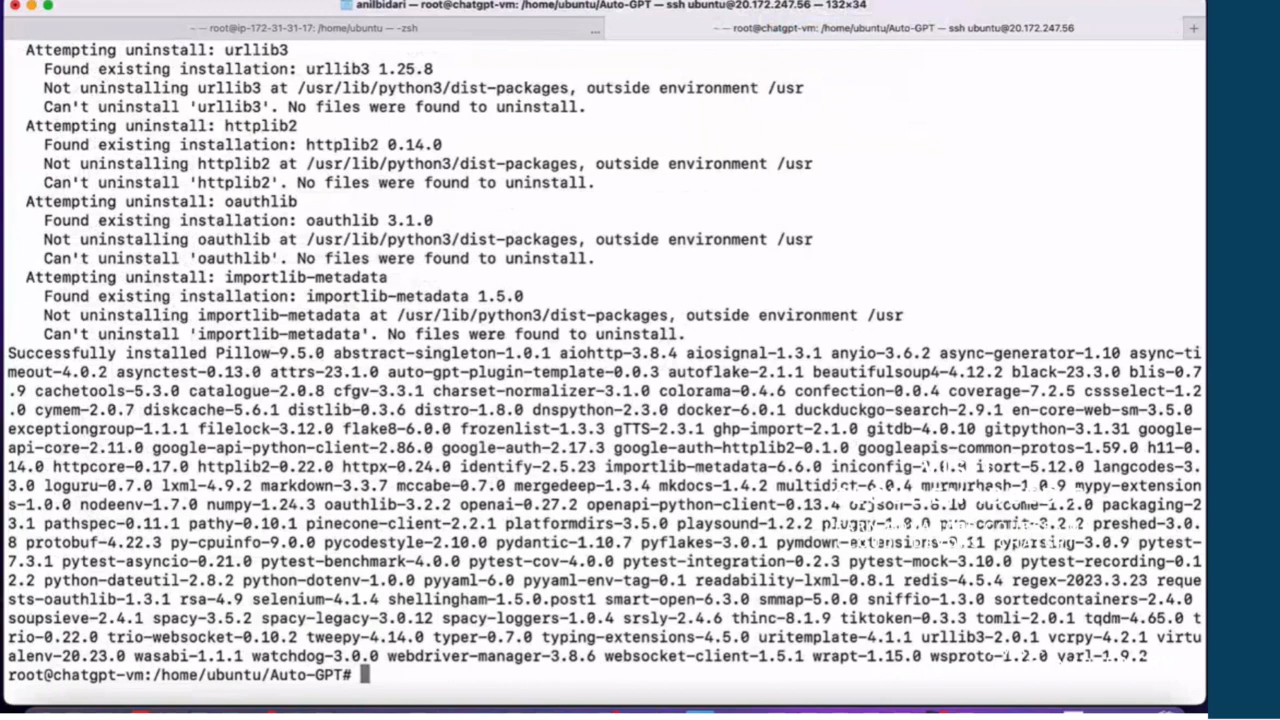 anilbidari — root@chatgpt-vm: /home/ubuntu/Auto-GPT — ssh ubuntu@20.172.247.56 — 132×34
~ — root@ip-172-31-31-17: /home/ubuntu — -zsh ... ~ — root@chatgpt-vm: /home/ubuntu/Auto-GPT — ssh ubuntu@20.172.247.56 +
Attempting uninstall: urllib3
Found existing installation: urllib3 1.25.8
Not uninstalling urllib3 at /usr/lib/python3/dist-packages, outside environment /usr
Can't uninstall 'urllib3'. No files were found to uninstall.
Attempting uninstall: httplib2
Found existing installation: httplib2 0.14.0
Not uninstalling httplib2 at /usr/lib/python3/dist-packages, outside environment /usr
Can't uninstall 'httplib2'. No files were found to uninstall.
Attempting uninstall: oauthlib
Found existing installation: oauthlib 3.1.0
Not uninstalling oauthlib at /usr/lib/python3/dist-packages, outside environment /usr
Can't uninstall 'oauthlib'. No files were found to uninstall.
Attempting uninstall: importlib-metadata
Found existing installation: importlib-metadata 1.5.0
Not uninstalling importlib-metadata at /usr/lib/python3/dist-packages, outside environment /usr
Can't uninstall 'importlib-metadata'. No files were found to uninstall.
Successfully installed Pillow-9.5.0 abstract-singleton-1.0.1 aiohttp-3.8.4 aiosignal-1.3.1 anyio-3.6.2 async-generator-1.10 async-ti
meout-4.0.2 asynctest-0.13.0 attrs-23.1.0 auto-gpt-plugin-template-0.0.3 autoflake-2.1.1 beautifulsoup4-4.12.2 black-23.3.0 blis-0.7
.9 cachetools-5.3.0 catalogue-2.0.8 cfgv-3.3.1 charset-normalizer-3.1.0 colorama-0.4.6 confection-0.0.4 coverage-7.2.5 cssselect-1.2
.0 cymem-2.0.7 diskcache-5.6.1 distlib-0.3.6 distro-1.8.0 dnspython-2.3.0 docker-6.0.1 duckduckgo-search-2.9.1 en-core-web-sm-3.5.0
exceptiongroup-1.1.1 filelock-3.12.0 flake8-6.0.0 frozenlist-1.3.3 gTTS-2.3.1 ghp-import-2.1.0 gitdb-4.0.10 gitpython-3.1.31 google-
api-core-2.11.0 google-api-python-client-2.86.0 google-auth-2.17.3 google-auth-httplib2-0.1.0 googleapis-common-protos-1.59.0 h11-0.
14.0 httpcore-0.17.0 httplib2-0.22.0 httpx-0.24.0 identify-2.5.23 importlib-metadata-6.6.0 isort-5.12.0 langcodes-3.
3.0 loguru-0.7.0 lxml-4.9.2 markdown-3.3.7 mccabe-0.7.0 mergedeep-1.3.4 mkdocs-1.4.2 multidict-6.0.4 murmurhash-1.0.9 mypy-extension
s-1.0.0 nodeenv-1.7.0 numpy-1.24.3 oauthlib-3.2.2 openai-0.27.2 openapi-python-client-0.13.4 outcome-1.2.0 packaging-2
3.1 pathspec-0.11.1 pathy-0.10.1 pinecone-client-2.2.1 platformdirs-3.5.0 playsound-1.2.2 preshed-3.0.
8 protobuf-4.22.3 py-cpuinfo-9.0.0 pycodestyle-2.10.0 pydantic-1.10.7 pyflakes-3.0.1 pyparsing-3.0.9 pytest-
7.3.1 pytest-asyncio-0.21.0 pytest-benchmark-4.0.0 pytest-cov-4.0.0 pytest-integration-0.2.3 pytest-mock-3.10.0 pytest-recording-0.1
2.2 python-dateutil-2.8.2 python-dotenv-1.0.0 pyyaml-6.0 pyyaml-env-tag-0.1 readability-lxml-0.8.1 redis-4.5.4 regex-2023.3.23 reque
sts-oauthlib-1.3.1 rsa-4.9 selenium-4.1.4 shellingham-1.5.0.post1 smart-open-6.3.0 smmap-5.0.0 sniffio-1.3.0 sortedcontainers-2.4.0
soupsieve-2.4.1 spacy-3.5.2 spacy-legacy-3.0.12 spacy-loggers-1.0.4 srsly-2.4.6 thinc-8.1.9 tiktoken-0.3.3 tomli-2.0.1 tqdm-4.65.0 t
rio-0.22.0 trio-websocket-0.10.2 tweepy-4.14.0 typer-0.7.0 typing-extensions-4.5.0 uritemplate-4.1.1 urllib3-2.0.1 vcrpy-4.2.1 virtu
alenv-20.23.0 wasabi-1.1.1 watchdog-3.0.0 webdriver-manager-3.8.6 websocket-client-1.5.1 wrapt-1.15.0 wsproto-1.2.0 yarl-1.9.2
root@chatgpt-vm:/home/ubuntu/Auto-GPT#